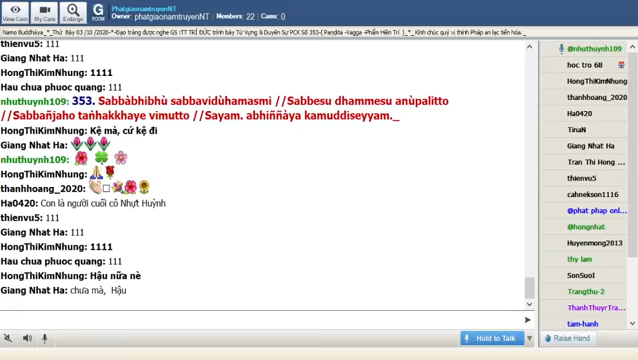 View Cam
My Cam
Enlarge
G
ROOM
PhatgiaonamtruyenNT
Owner: phatgiaonamtruyenNT Members: 22 Cams: 0
Namo Buddhàya_*_Thứ Bảy 03 /10 /2020-*-Đạo tràng được nghe GS :TT TRÍ ĐỨC trình bày Từ Vựng & Duyên Sự PCK Số 353-( Paṇḍita -Vagga -Phẩm Hiền Trí )_*_Kính chúc quý vị thính Pháp an lạc tiến hóa._
thienvu5: 111
Giang Nhat Ha: 111
HongThiKimNhung: 1111
Hau chua phuoc quang: 111
nhuthuynh109: 353. Sabbàbhibhù sabbavidùhamasmi //Sabbesu dhammesu anùpalitto
//Sabbañjaho taṅhakkhaye vimutto //Sayam. abhiññàya kamuddiseyyam._
HongThiKimNhung: Kệ mà, cứ kệ đi
Giang Nhat Ha:
nhuthuynh109:
HongThiKimNhung:
thanhhoang_2020:
Ha0420: Con là người cuối cô Nhựt Huỳnh
thienvu5: 111
Giang Nhat Ha: 111
HongThiKimNhung: 1111
Hau chua phuoc quang: 111
HongThiKimNhung: Hậu nữa nè
Giang Nhat Ha: chưa mà, Hậu
Hold to Talk
@nhuthuynh109
hoc tro 68
HongThiKimNhung
thanhhoang_2020
Ha0420
TinaN
Giang Nhat Ha
Tran Thi Hong ...
thienvu5
cahnekson1116
@phat phap onl...
@hongnhat
Huyenmong2013
thy lam
SonSuoI
Trangthu-2
ThanhThuyrTra...
tam-hanh
Raise Hand